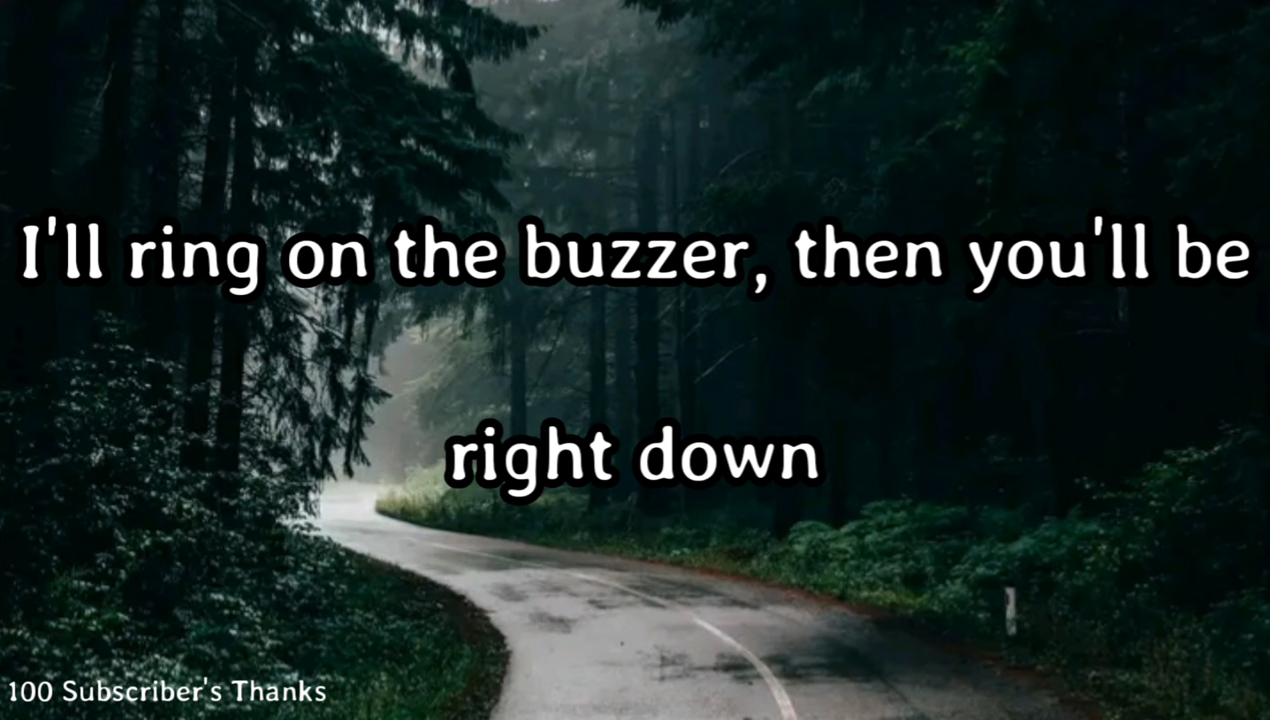 I'll ring on the buzzer, then you'll be
right down
100 Subscriber's Thanks